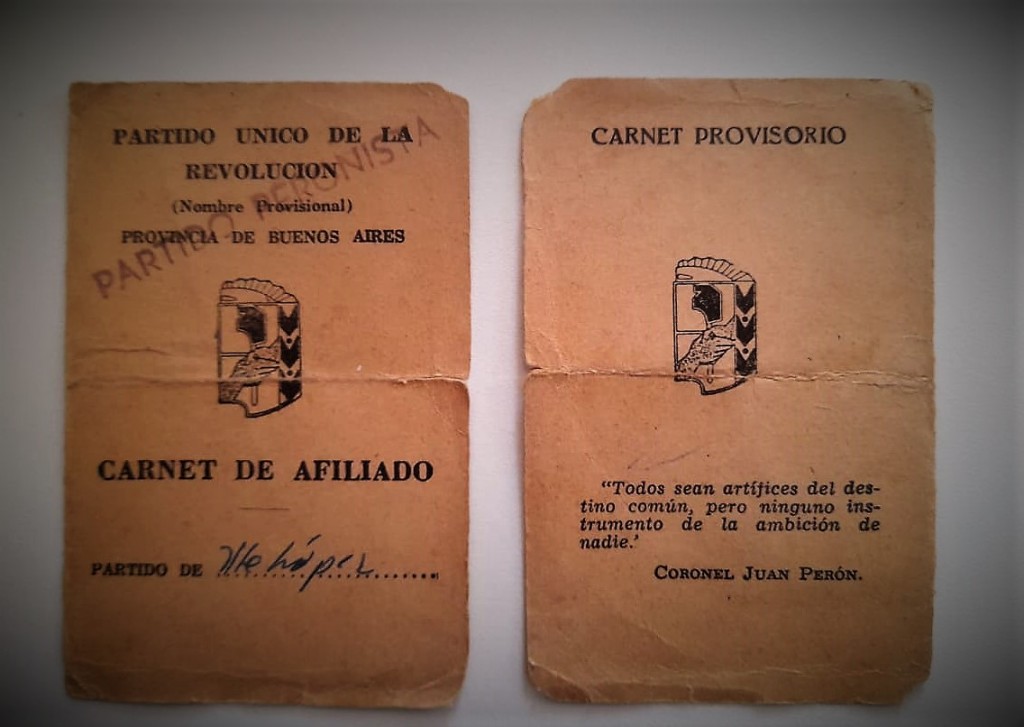 PARTIDO UNICO DE LA
REVOLUCION
(Nombre Provisional)
PROVINCIA DE BUENOS AIRES
PARTIDO PERONISTA
CARNET DE AFILIADO
PARTIDO DE
CARNET PROVISORIO
"Todos sean artífices del des-
tino común, pero ninguno ins-
trumento de la ambición de
nadie.'
CORONEL JUAN PERÓN.